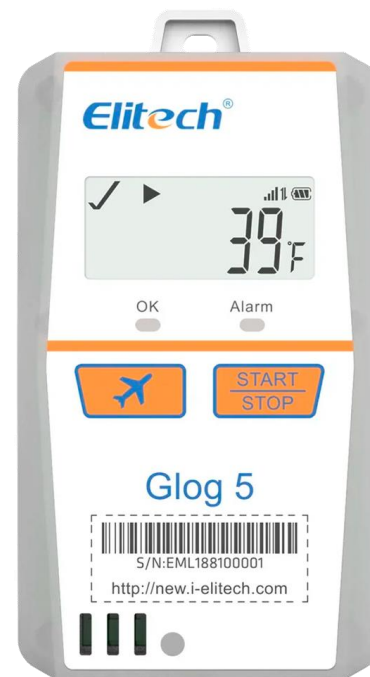 Elitech®
39°F
OK Alarm
START
STOP
Glog 5
S/N:EML188100001
http://new.i-elitech.com